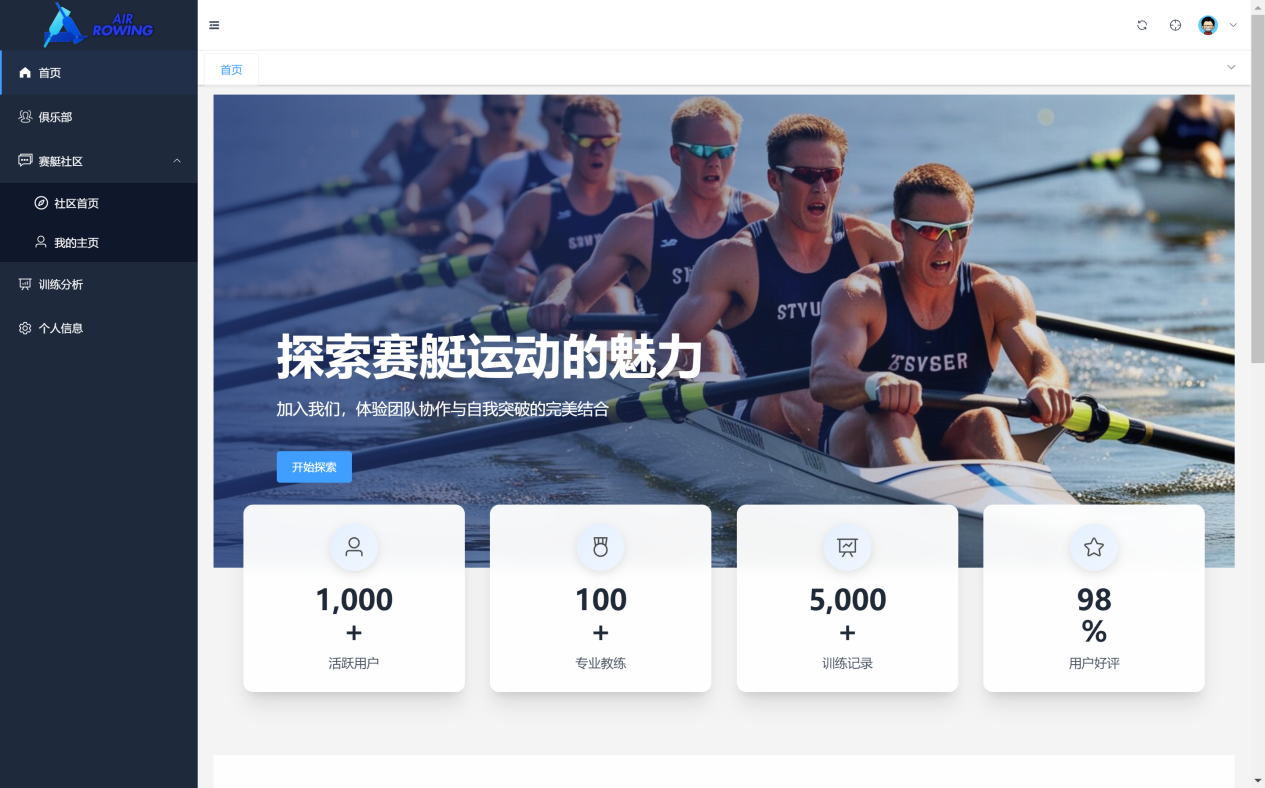 AIR
ROWING
首页
俱乐部
赛艇社区
社区首页
我的主页
训练分析
个人信息
首页
STYU
ESVSER
探索赛艇运动的魅力
加入我们，体验团队协作与自我突破的完美结合
开始探索
1,000
+
活跃用户
100
+
专业教练
5,000
+
训练记录
98
%
用户好评